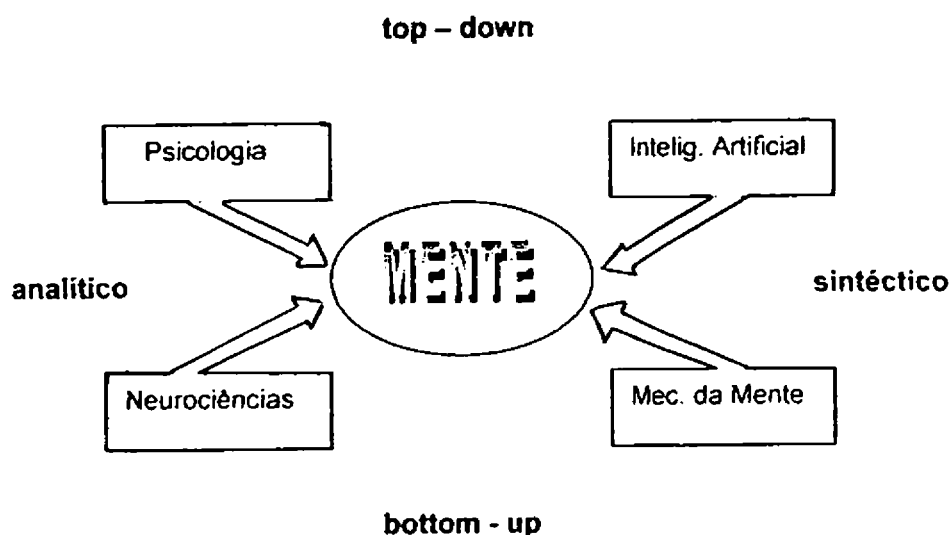 top – down
Psicologia
Intelig. Artificial
MENTE
analítico
sintéctico
Neurociências
Mec. da Mente
bottom - up